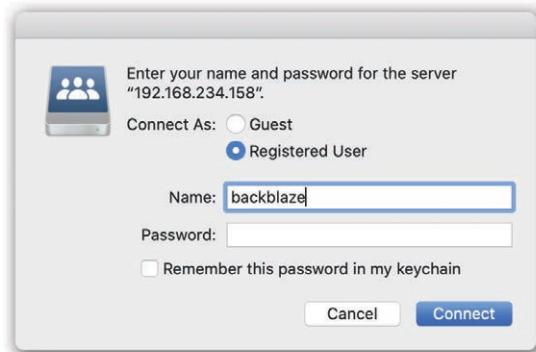 Enter your name and password for the server
“192.168.234.158”.
Connect As: Guest
Registered User
Name: backblaze
Password:
Remember this password in my keychain
Cancel Connect